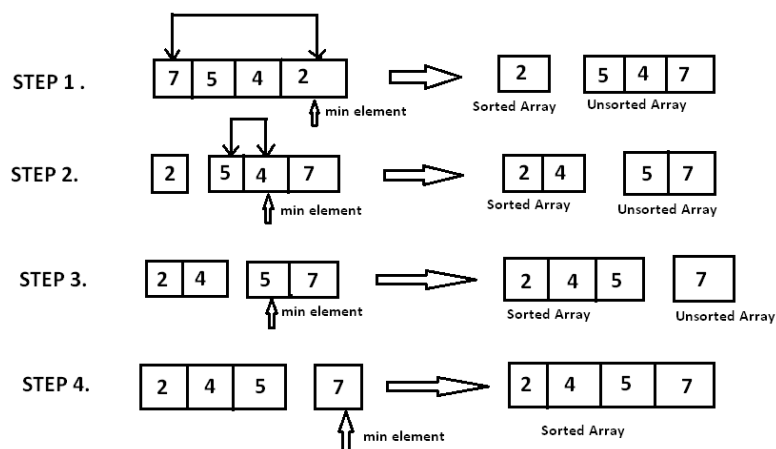 STEP 1 . 7 5 4 2 2 5 4 7
min element Sorted Array Unsorted Array
STEP 2. 2 5 4 7 2 4 5 7
min element Sorted Array Unsorted Array
STEP 3. 2 4 5 7 2 4 5 7
min element Sorted Array Unsorted Array
STEP 4. 2 4 5 7 2 4 5 7
min element Sorted Array